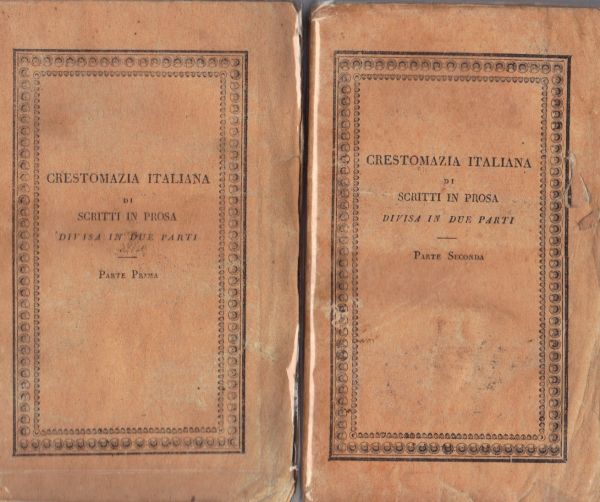 CRESTOMAZIA ITALIANA
DI
SCRITTI IN PROSA
DIVISA IN DUE PARTI
PARTE PRIMA
CRESTOMAZIA ITALIANA
DI
SCRITTI IN PROSA
DIVISA IN DUE PARTI
PARTE SECONDA